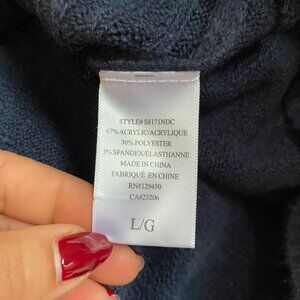 STYLE# S8171NDC
67% ACRYLIC/ACRYLIQUE
30% POLYESTER
3% SPANDEX/ÉLASTHANNE
MADE IN CHINA
FABRIQUÉ EN CHINE
RN#129450
CA#23206
L/G